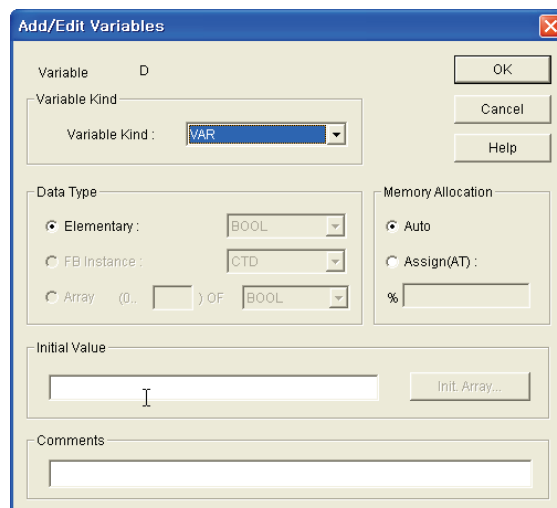 Add/Edit Variables
Variable D
OK
Variable Kind
Cancel
Variable Kind : VAR
Help
Data Type
Memory Allocation
Elementary : BOOL
Auto
FB Instance : CTD
Assign(AT) :
Array (0.. ) OF BOOL
%
Initial Value
Init. Array...
Comments